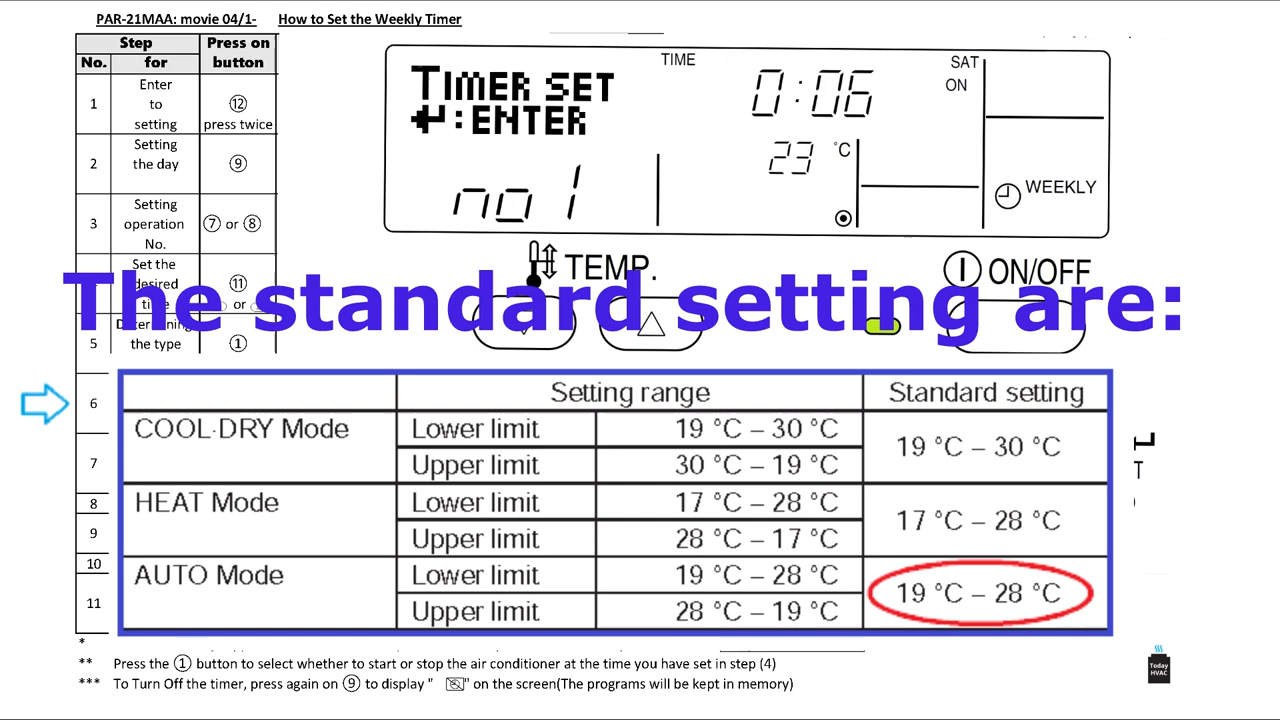 PAR-21MAA: movie 04/1- How to Set the Weekly Timer
Step Press on
No. for button
1 Enter to setting ⑫ press twice
2 Setting the day ⑨
3 Setting operation No. ⑦ or ⑧
Set the desired time ⑪ or
5 the type ①
6
7
8
9
10
11
TIMER SET
↵:ENTER
TIME
0:06
SAT
ON
23 °C
no 1
WEEKLY
TEMP.
ON/OFF
The standard setting are:
Setting range Standard setting
COOL·DRY Mode Lower limit 19 °C – 30 °C 19 °C – 30 °C
Upper limit 30 °C – 19 °C
HEAT Mode Lower limit 17 °C – 28 °C 17 °C – 28 °C
Upper limit 28 °C – 17 °C
AUTO Mode Lower limit 19 °C – 28 °C 19 °C – 28 °C
Upper limit 28 °C – 19 °C
*
** Press the ① button to select whether to start or stop the air conditioner at the time you have set in step (4)
*** To Turn Off the timer, press again on ⑨ to display " " on the screen(The programs will be kept in memory)
Today
HVAC